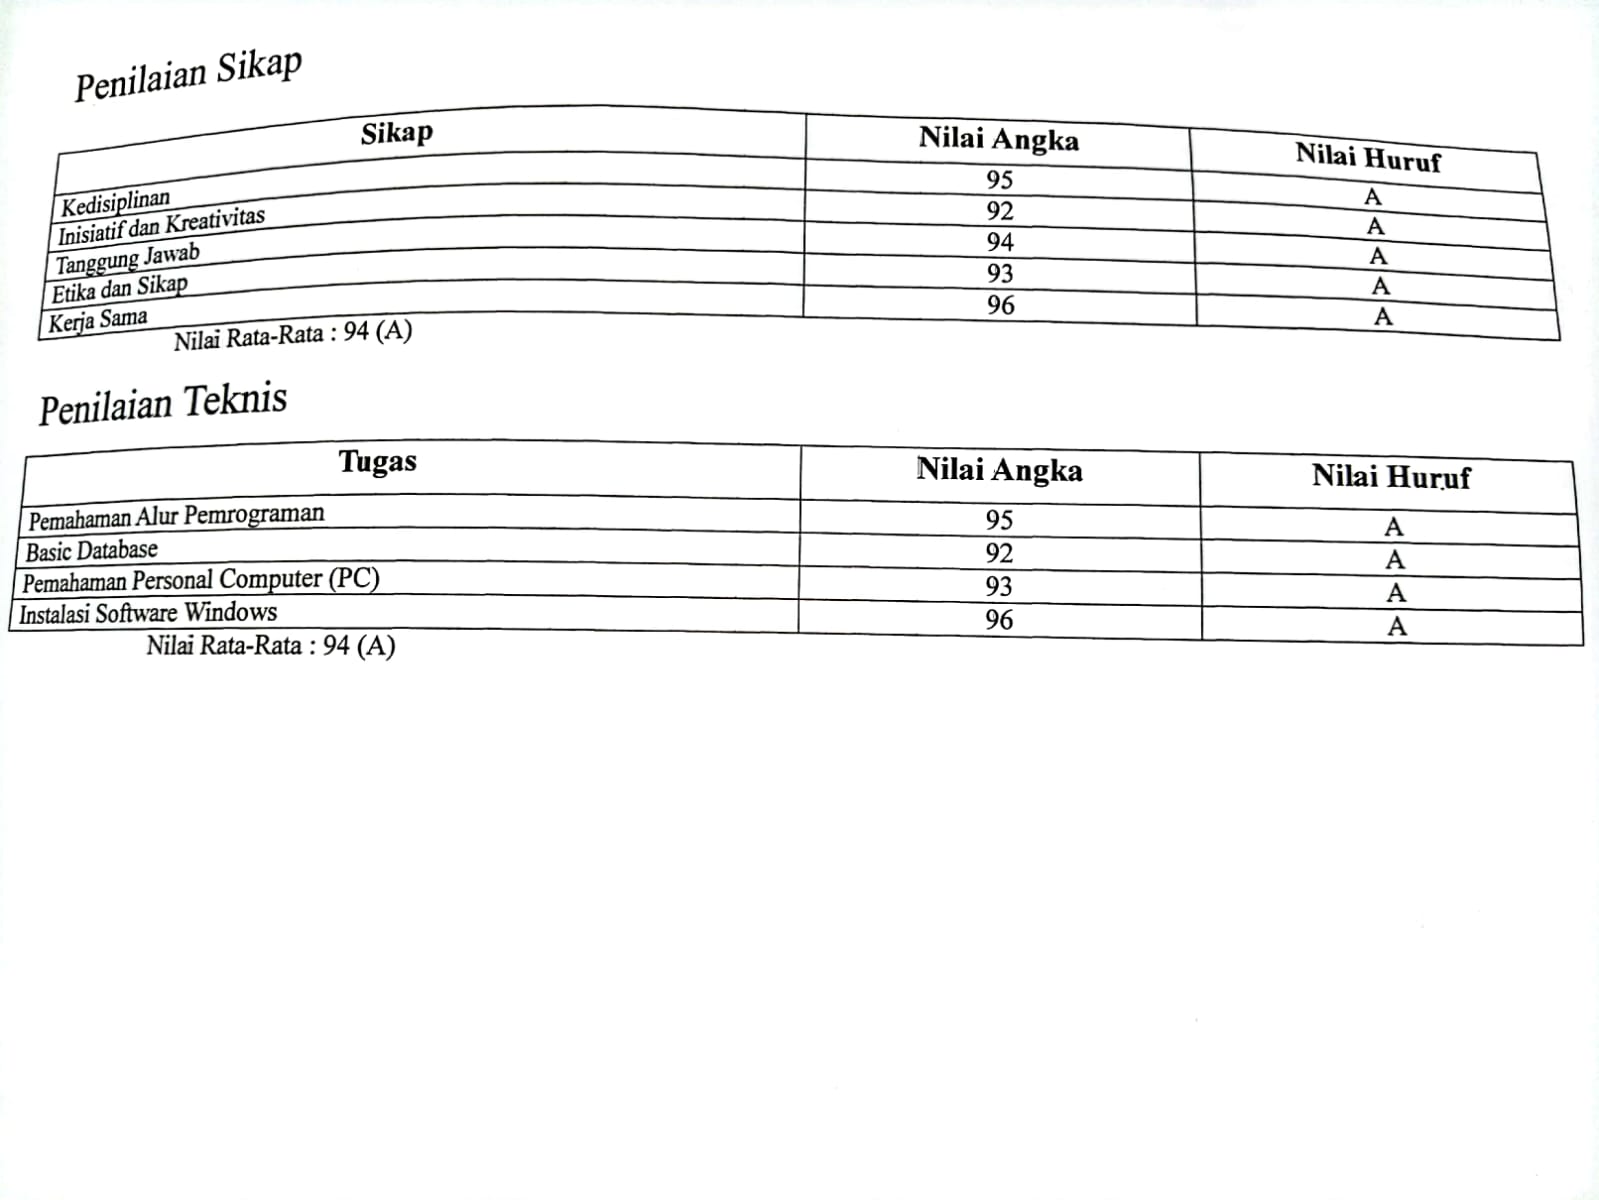 Penilaian Sikap
Sikap Nilai Angka Nilai Huruf
Kedisiplinan 95 A
Inisiatif dan Kreativitas 92 A
Tanggung Jawab 94 A
Etika dan Sikap 93 A
Kerja Sama 96 A
Nilai Rata-Rata : 94 (A)
Penilaian Teknis
Tugas Nilai Angka Nilai Huruf
Pemahaman Alur Pemrograman 95 A
Basic Database 92 A
Pemahaman Personal Computer (PC) 93 A
Instalasi Software Windows 96 A
Nilai Rata-Rata : 94 (A)